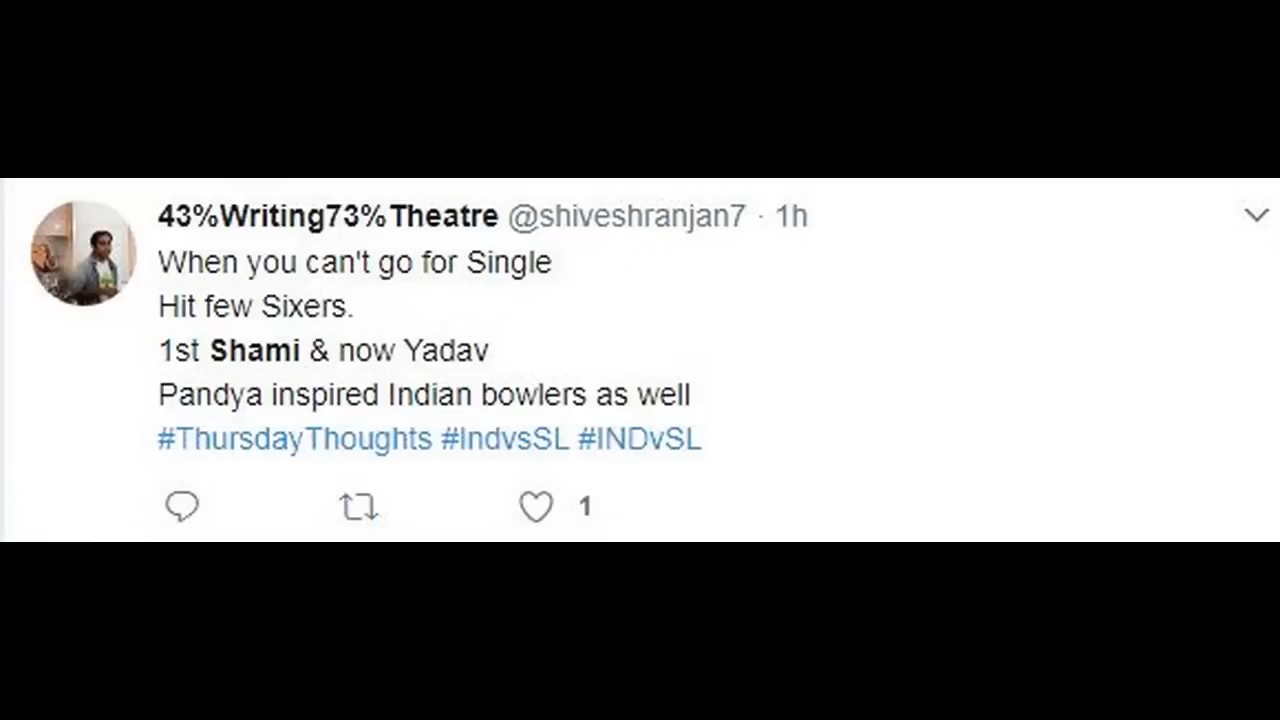 43%Writing73%Theatre @shiveshranjan7 · 1h
When you can't go for Single
Hit few Sixers.
1st Shami & now Yadav
Pandya inspired Indian bowlers as well
#ThursdayThoughts #IndvsSL #INDvSL
1